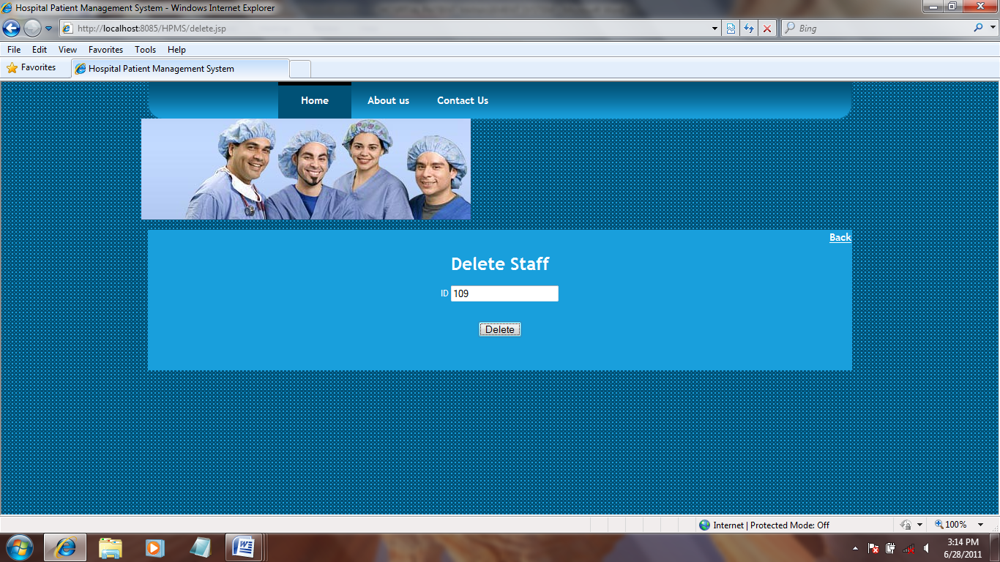 Hospital Patient Management System - Windows Internet Explorer
http://localhost:8085/HPMS/delete.jsp
Bing
File Edit View Favorites Tools Help
Favorites
Hospital Patient Management System
Home About us Contact Us
Back
Delete Staff
ID 109
Delete
Internet | Protected Mode: Off
100%
3:14 PM
6/28/2011